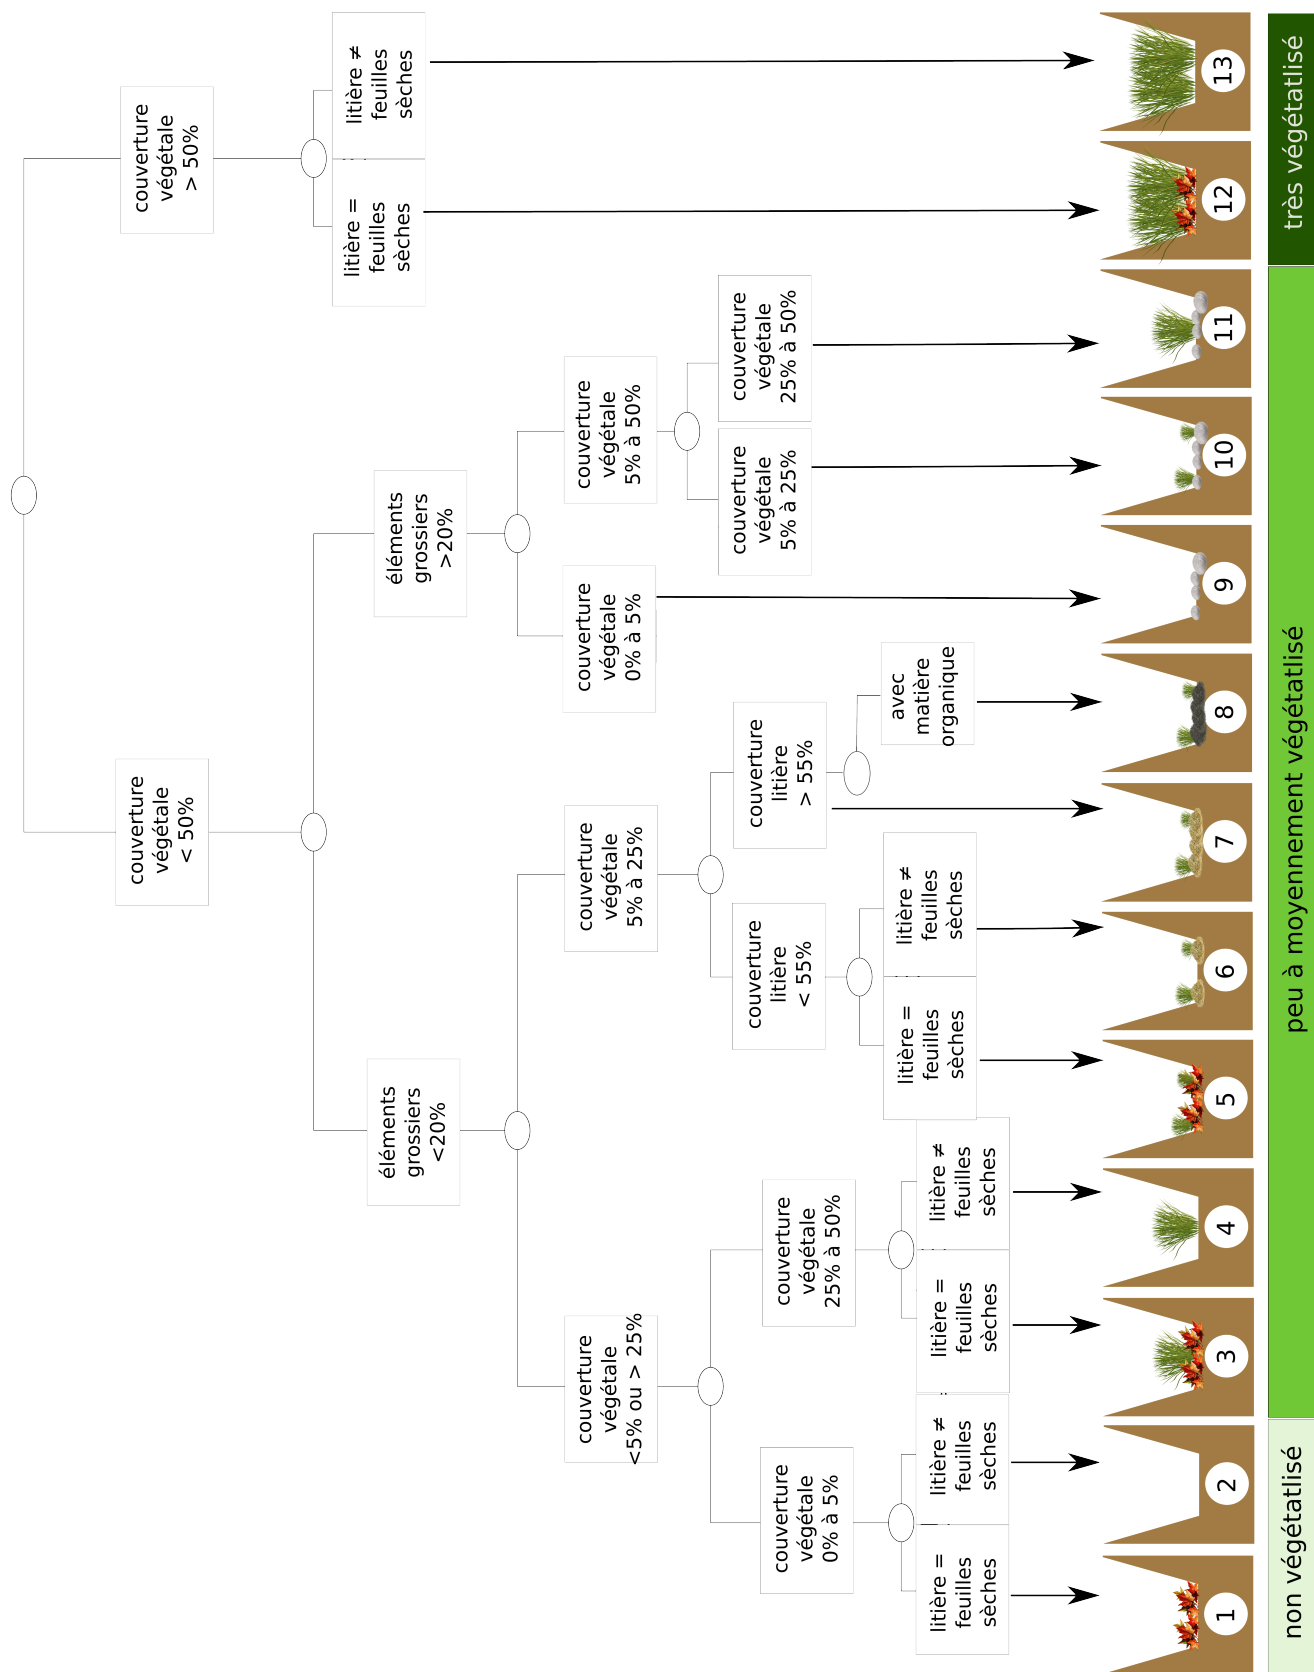 couverture
végétale
< 50%
couverture
végétale
> 50%
éléments
grossiers
<20%
éléments
grossiers
>20%
litière =
feuilles
sèches
litière ≠
feuilles
sèches
couverture
végétale
<5% ou > 25%
couverture
végétale
5% à 25%
couverture
végétale
0% à 5%
couverture
végétale
5% à 50%
couverture
végétale
0% à 5%
couverture
végétale
25% à 50%
couverture
litière
< 55%
couverture
litière
> 55%
couverture
végétale
5% à 25%
couverture
végétale
25% à 50%
litière =
feuilles
sèches
litière ≠
feuilles
sèches
litière =
feuilles
sèches
litière ≠
feuilles
sèches
litière =
feuilles
sèches
litière ≠
feuilles
sèches
avec
matière
organique
1
2
3
4
5
6
7
8
9
10
11
12
13
non végétatlisé
peu à moyennement végétatlisé
très végétatlisé